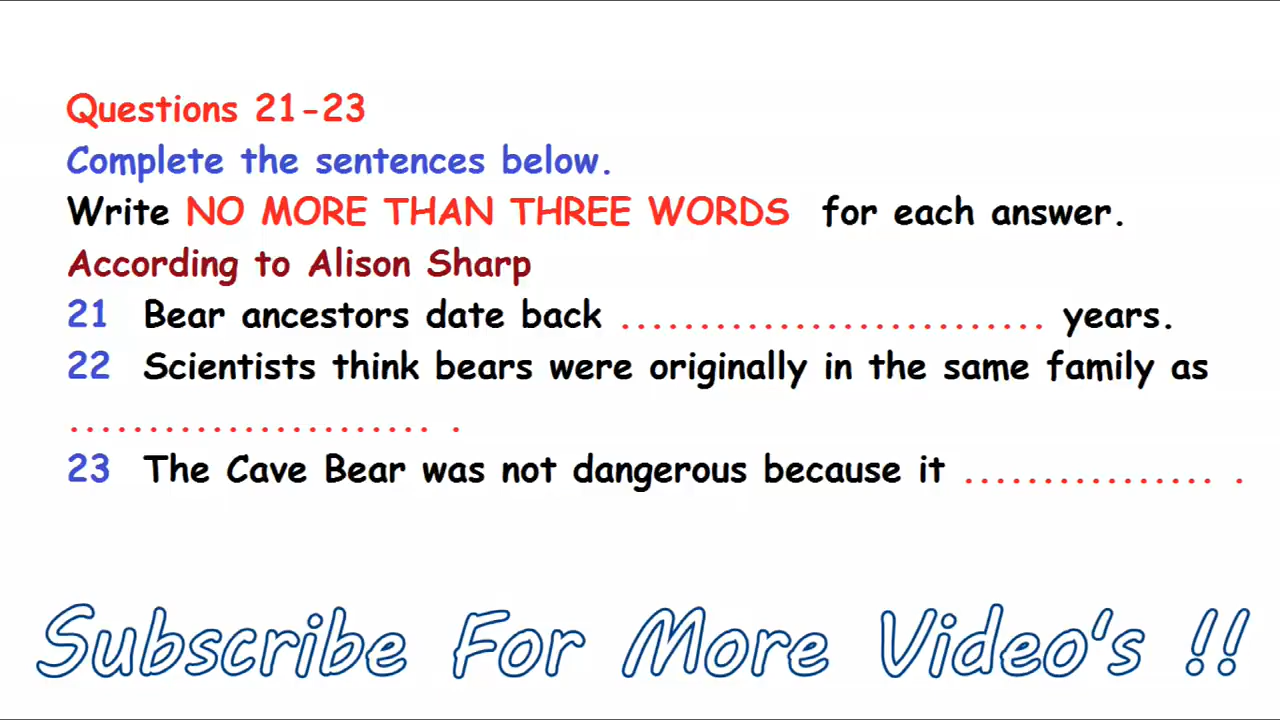 Questions 21-23
Complete the sentences below.
Write NO MORE THAN THREE WORDS for each answer.
According to Alison Sharp
21 Bear ancestors date back ........................... years.
22 Scientists think bears were originally in the same family as
....................... .
23 The Cave Bear was not dangerous because it ................ .
Subscribe For More Video's !!